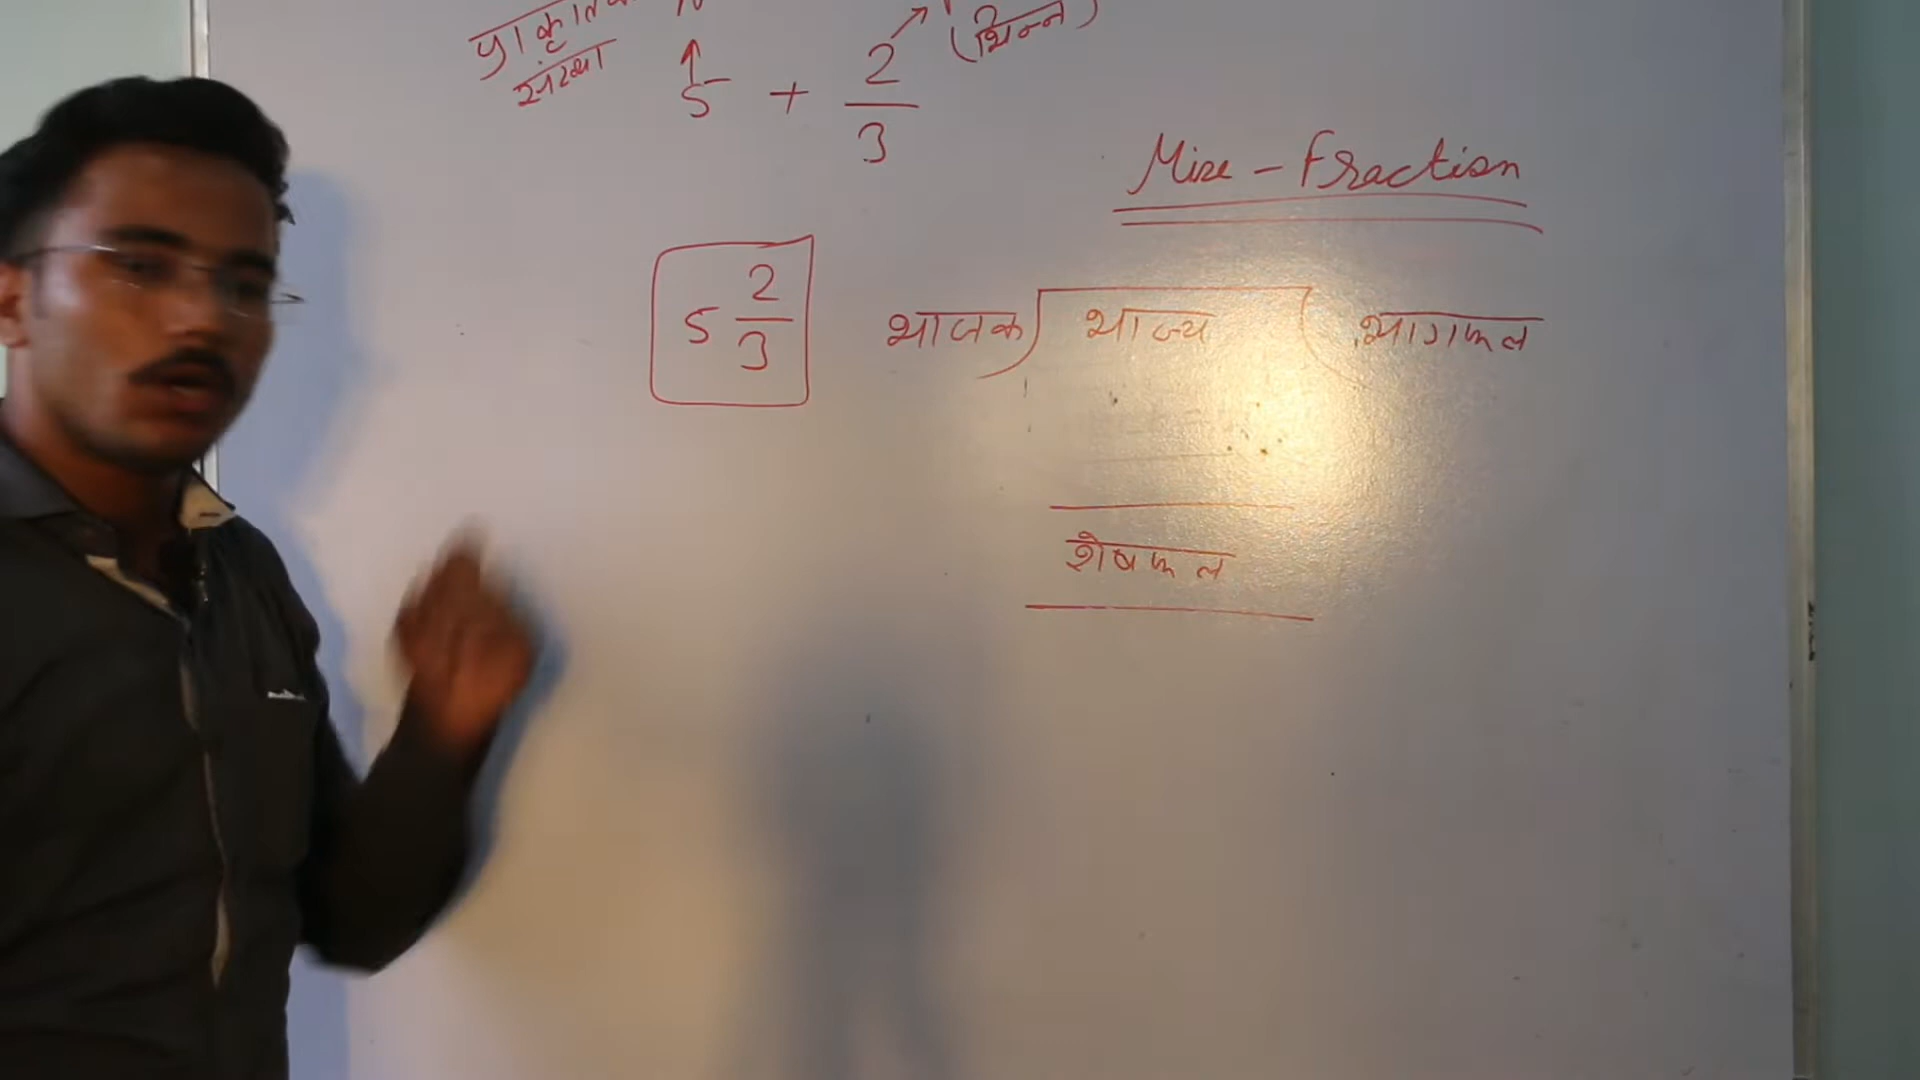 5 + 2/3 (भिन्न)
संख्या
Mixe - Fraction
5 2/3
भाजक भाज्य भागफल
शेषफल